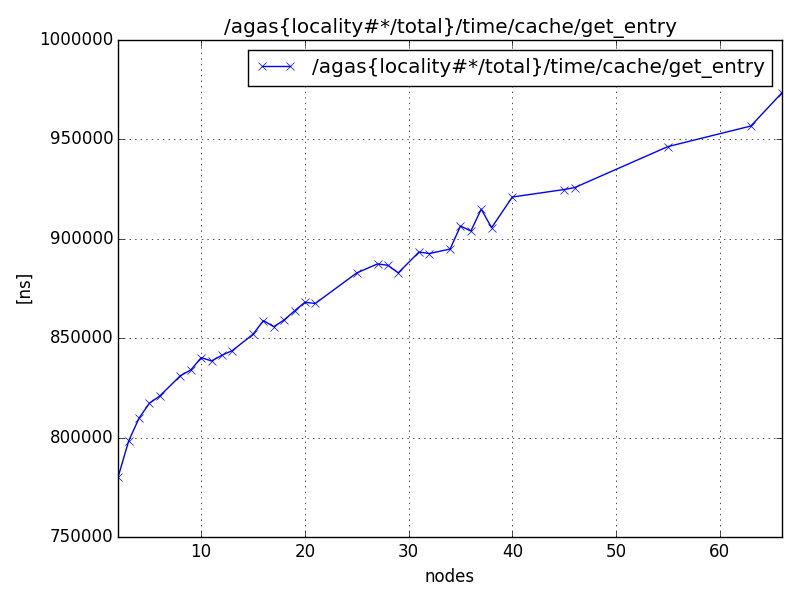 /agas{locality#*/total}/time/cache/get_entry
1000000
/agas{locality#*/total}/time/cache/get_entry
950000
900000
[ns]
850000
800000
750000
10 20 30 40 50 60
nodes